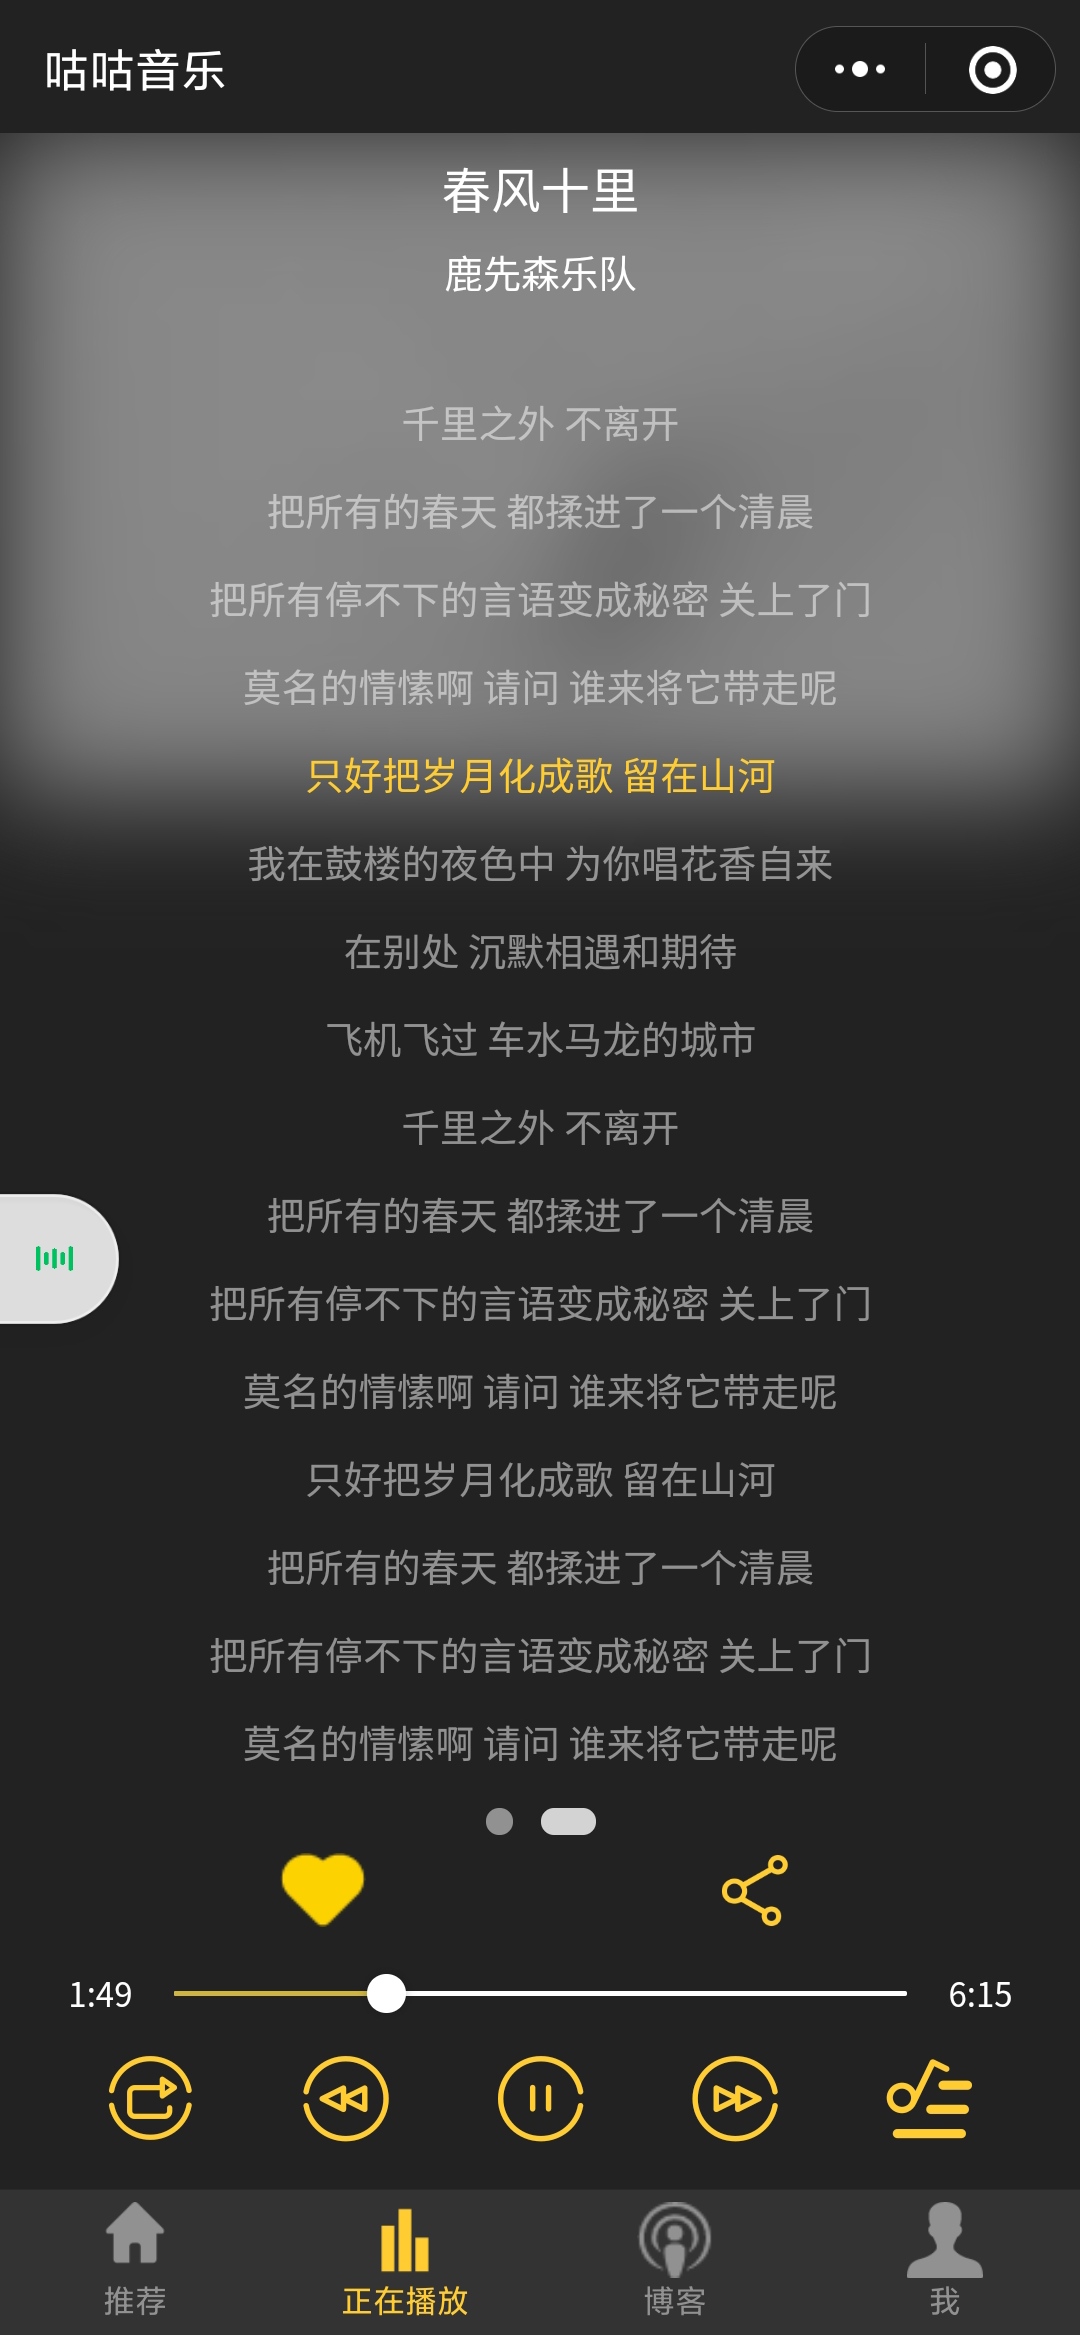 咕咕音乐
春风十里
鹿先森乐队
千里之外 不离开
把所有的春天 都揉进了一个清晨
把所有停不下的言语变成秘密 关上了门
莫名的情愫啊 请问 谁来将它带走呢
只好把岁月化成歌 留在山河
我在鼓楼的夜色中 为你唱花香自来
在别处 沉默相遇和期待
飞机飞过 车水马龙的城市
千里之外 不离开
把所有的春天 都揉进了一个清晨
把所有停不下的言语变成秘密 关上了门
莫名的情愫啊 请问 谁来将它带走呢
只好把岁月化成歌 留在山河
把所有的春天 都揉进了一个清晨
把所有停不下的言语变成秘密 关上了门
莫名的情愫啊 请问 谁来将它带走呢
1:49 6:15
推荐 正在播放 博客 我